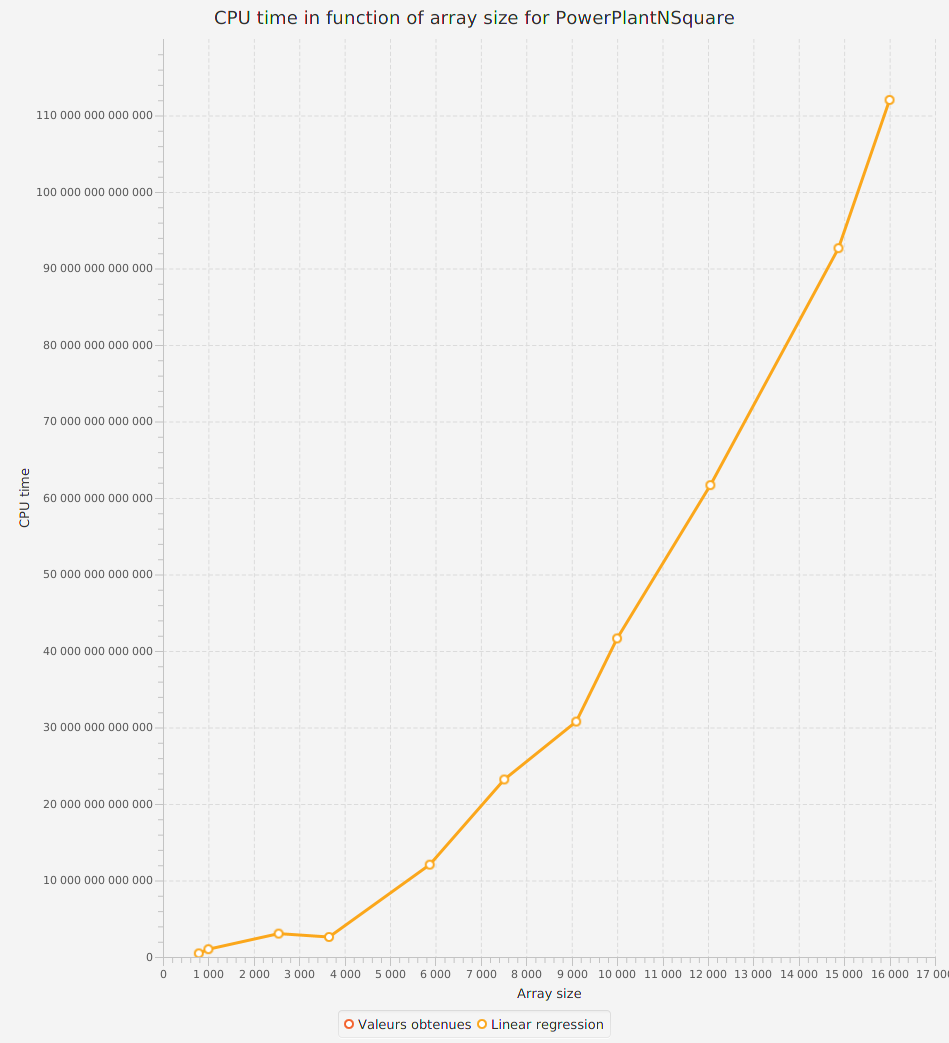 CPU time in function of array size for PowerPlantNSquare
110 000 000 000 000
100 000 000 000 000
90 000 000 000 000
80 000 000 000 000
70 000 000 000 000
60 000 000 000 000
50 000 000 000 000
40 000 000 000 000
30 000 000 000 000
20 000 000 000 000
10 000 000 000 000
0
CPU time
0 1 000 2 000 3 000 4 000 5 000 6 000 7 000 8 000 9 000 10 000 11 000 12 000 13 000 14 000 15 000 16 000 17 00
Array size
Valeurs obtenues Linear regression